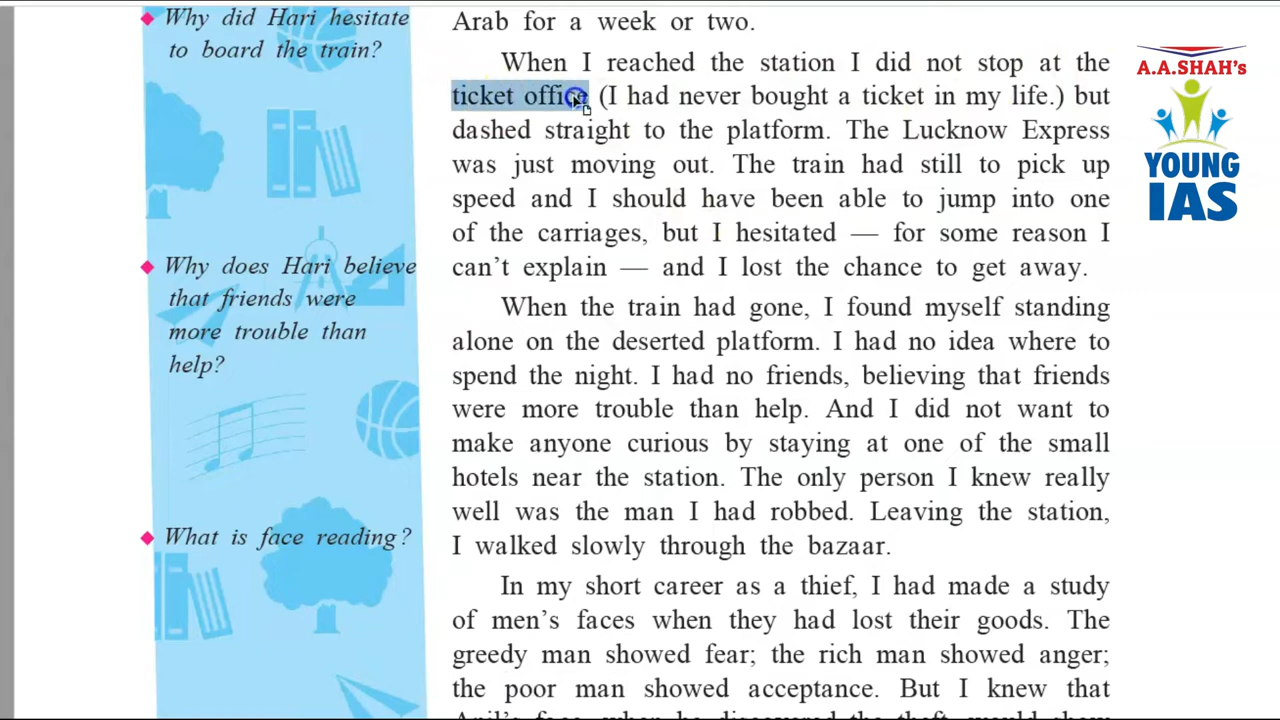 Why did Hari hesitate
to board the train?
Why does Hari believe
that friends were
more trouble than
help?
What is face reading?
Arab for a week or two.
When I reached the station I did not stop at the
ticket office (I had never bought a ticket in my life.) but
dashed straight to the platform. The Lucknow Express
was just moving out. The train had still to pick up
speed and I should have been able to jump into one
of the carriages, but I hesitated — for some reason I
can't explain — and I lost the chance to get away.
When the train had gone, I found myself standing
alone on the deserted platform. I had no idea where to
spend the night. I had no friends, believing that friends
were more trouble than help. And I did not want to
make anyone curious by staying at one of the small
hotels near the station. The only person I knew really
well was the man I had robbed. Leaving the station,
I walked slowly through the bazaar.
In my short career as a thief, I had made a study
of men's faces when they had lost their goods. The
greedy man showed fear; the rich man showed anger;
the poor man showed acceptance. But I knew that
Anil's face, when he discovered the theft, would show
A.A.SHAH's
YOUNG
IAS